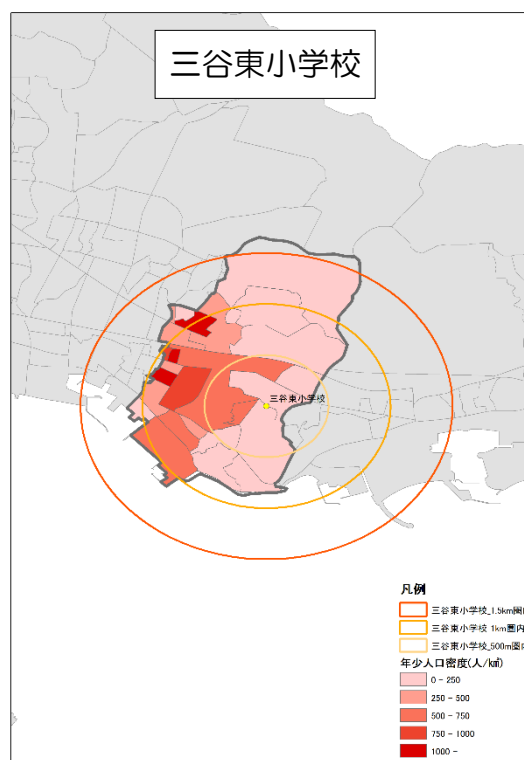 三谷東小学校
三谷東小学校
凡例
三谷東小学校_1.5km圏内
三谷東小学校 1km圏内
三谷東小学校_500m圏内
年少人口密度(人/k㎡)
0 - 250
250 - 500
500 - 750
750 - 1000
1000 -